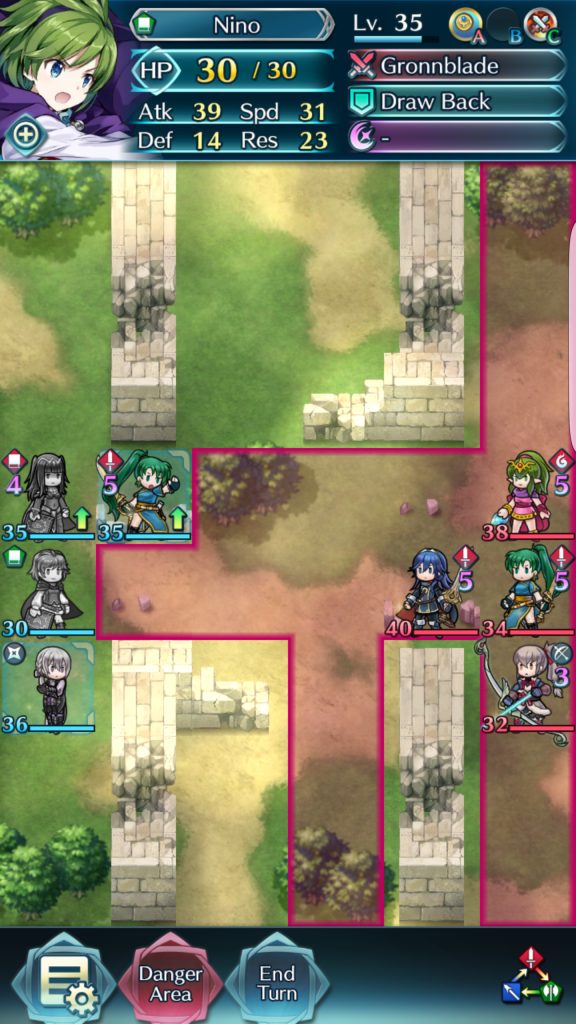 Nino
Lv. 35
A B C
HP 30 / 30
Gronnblade
Atk 39 Spd 31
Draw Back
Def 14 Res 23
-
4
5
5
35
35
38
5
5
30
40
34
3
36
32
Danger
Area
End
Turn